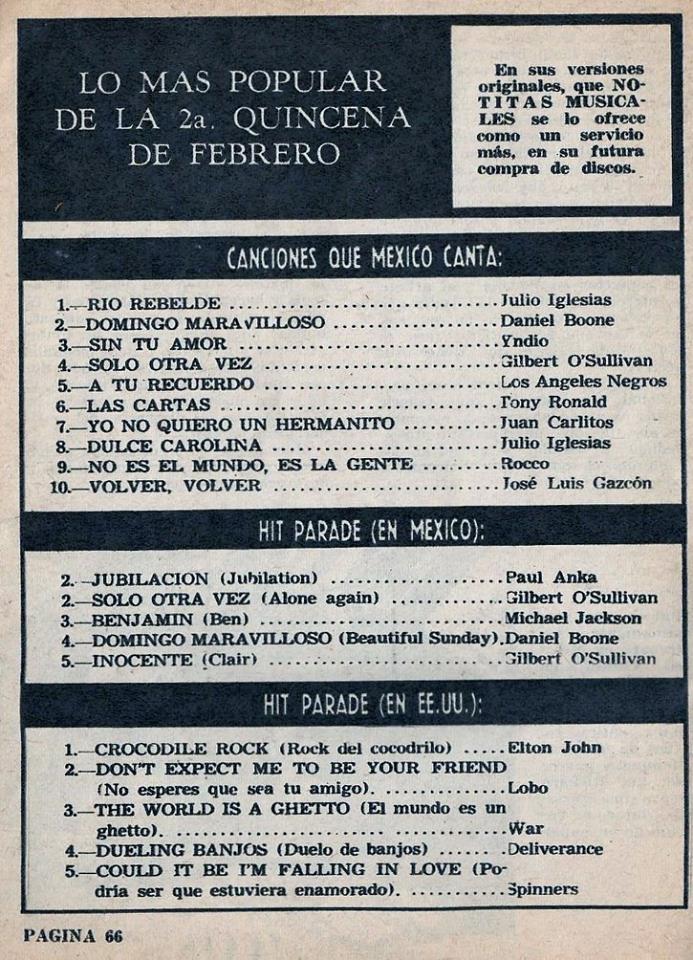 LO MAS POPULAR
DE LA 2a. QUINCENA
DE FEBRERO
En sus versiones
originales, que NO-
TITAS MUSICA-
LES se lo ofrece
como un servicio
más, en su futura
compra de discos.
CANCIONES QUE MEXICO CANTA:
1.—RIO REBELDE ..............................Julio Iglesias
2.—DOMINGO MARAVILLOSO ..................Daniel Boone
3.—SIN TU AMOR ..............................Yndio
4.—SOLO OTRA VEZ ..........................Gilbert O'Sullivan
5.—A TU RECUERDO ..........................Los Angeles Negros
6.—LAS CARTAS ..............................Tony Ronald
7.—YO NO QUIERO UN HERMANITO ..........Juan Carlitos
8.—DULCE CAROLINA ..........................Julio Iglesias
9.—NO ES EL MUNDO, ES LA GENTE ........Rocco
10.—VOLVER, VOLVER ..........................José Luis Gazcón
HIT PARADE (EN MEXICO):
2.—JUBILACION (Jubilation) ....................Paul Anka
2.—SOLO OTRA VEZ (Alone again) ............Gilbert O'Sullivan
3.—BENJAMIN (Ben) ............................Michael Jackson
4.—DOMINGO MARAVILLOSO (Beautiful Sunday).Daniel Boone
5.—INOCENTE (Clair) ..........................Gilbert O'Sullivan
HIT PARADE (EN EE.UU.):
1.—CROCODILE ROCK (Rock del cocodrilo) .....Elton John
2.—DON'T EXPECT ME TO BE YOUR FRIEND
(No esperes que sea tu amigo). ............Lobo
3.—THE WORLD IS A GHETTO (El mundo es un
ghetto). ....................................War
4.—DUELING BANJOS (Duelo de banjos) .......Deliverance
5.—COULD IT BE I'M FALLING IN LOVE (Po-
dría ser que estuviera enamorado). ..........Spinners
PAGINA 66